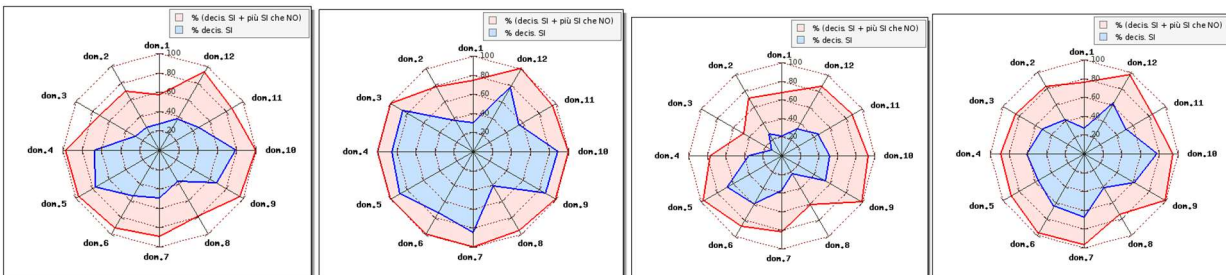 % (decis. SI + più SI che NO)
% decis. SI
dom.1
dom.2
dom.3
dom.4
dom.5
dom.6
dom.7
dom.8
dom.9
dom.10
dom.11
dom.12
100
80
60
40
20
% (decis. SI + più SI che NO)
% decis. SI
dom.1
dom.2
dom.3
dom.4
dom.5
dom.6
dom.7
dom.8
dom.9
dom.10
dom.11
dom.12
100
80
60
40
20
% (decis. SI + più SI che NO)
% decis. SI
dom.1
dom.2
dom.3
dom.4
dom.5
dom.6
dom.7
dom.8
dom.9
dom.10
dom.11
dom.12
100
80
60
40
20
% (decis. SI + più SI che NO)
% decis. SI
dom.1
dom.2
dom.3
dom.4
dom.5
dom.6
dom.7
dom.8
dom.9
dom.10
dom.11
dom.12
100
80
60
40
20